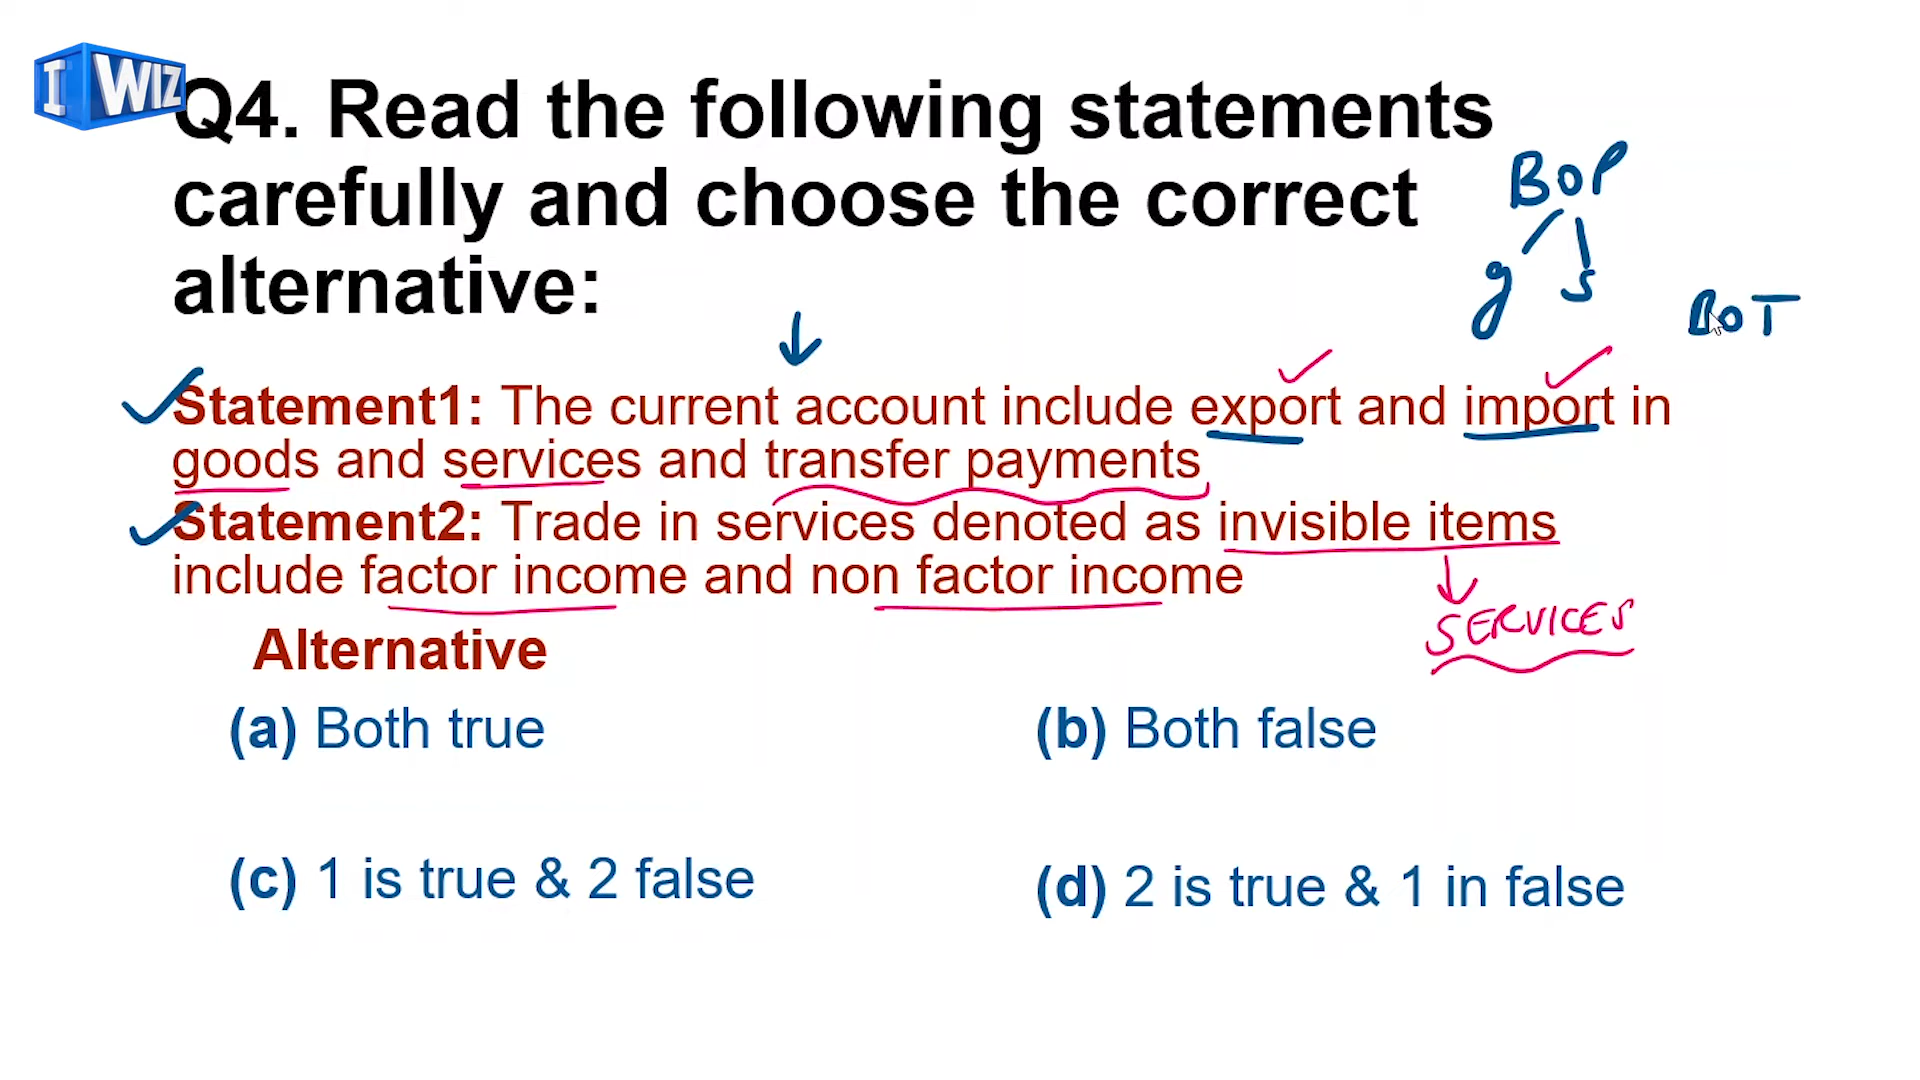 I WIZ
Q4. Read the following statements
carefully and choose the correct
alternative:
BOP
g s
BOT
Statement1: The current account include export and import in
goods and services and transfer payments
Statement2: Trade in services denoted as invisible items
include factor income and non factor income
SERVICES
Alternative
(a) Both true
(b) Both false
(c) 1 is true & 2 false
(d) 2 is true & 1 in false